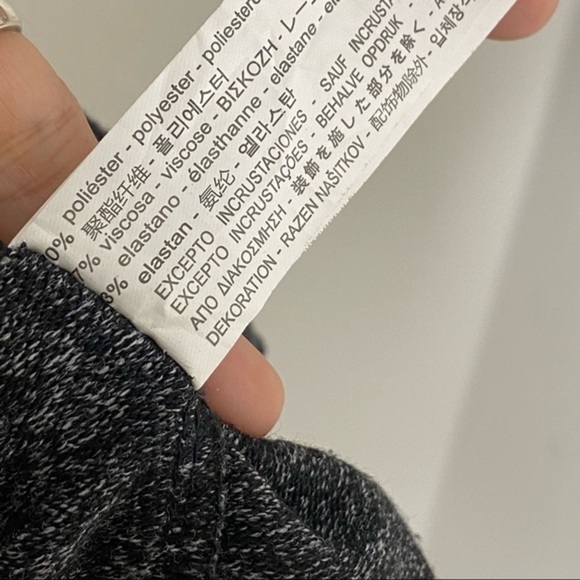 0% poliéster - polyester - polieste
聚酯纤维 - 폴리에스터
7% viscosa - viscose - ΒΙΣΚΟΖΗ - レー
3% elastano - élasthanne - elastane - el
elastan - 氨纶 - 엘라스탄
EXCEPTO INCRUSTACIONES - SAUF INCRUSTA
EXCEPTO INCRUSTAÇÕES - BEHALVE OPDRUK -
ΑΠΟ ΔΙΑΚΟΣΜΗΣΗ - 装飾を施した部分を除く - A
DEKORATION - RAZEN NAŠITKOV - 配饰物除外 - 입체장식